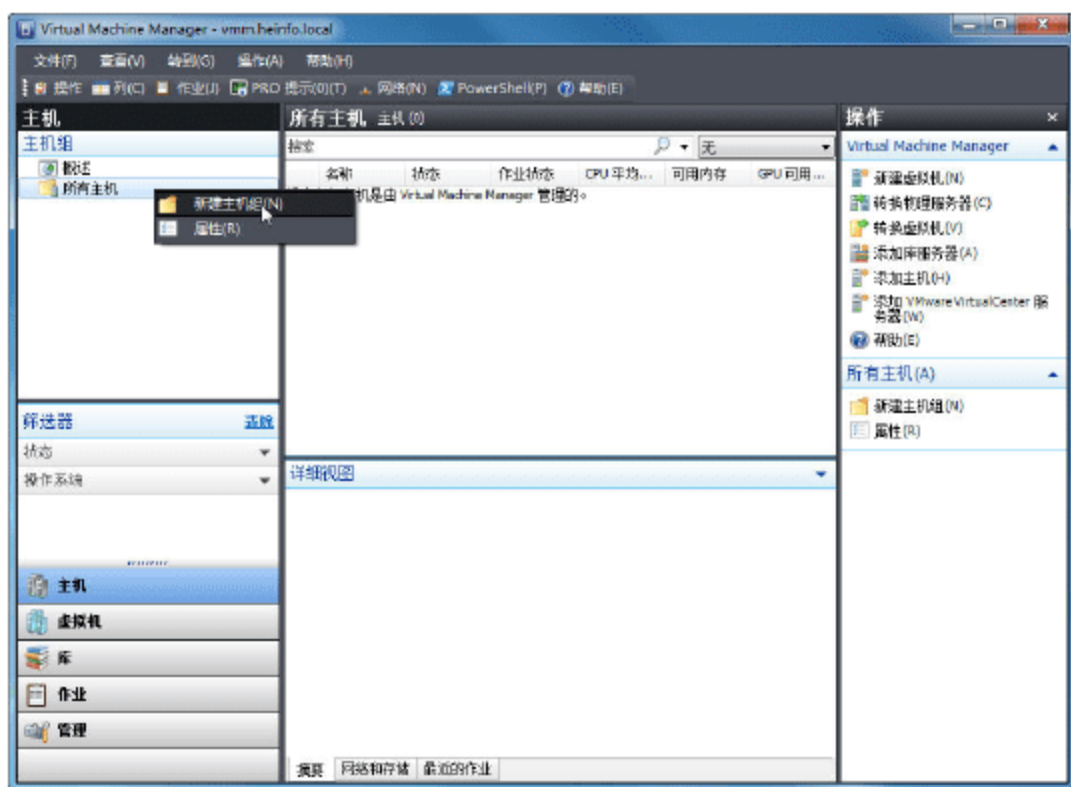 Virtual Machine Manager - vmm.heinfo.local
文件(F) 查看(V) 转到(G) 操作(A) 帮助(H)
操作 列(C) 作业(J) PRO 提示(O)(T) 网络(N) PowerShell(P) 帮助(E)
主机
主机组
概述
所有主机
新建主机组(N)
属性(R)
筛选器 清除
状态
操作系统
主机
虚拟机
库
作业
管理
所有主机 主机 (0)
搜索 无
名称 状态 作业状态 CPU 平均... 可用内存 GPU 可用...
机是由 Virtual Machine Manager 管理的。
详细视图
摘要 网络和存储 最近的作业
操作
Virtual Machine Manager
新建虚拟机(N)
转换物理服务器(C)
转换虚拟机(V)
添加库服务器(A)
添加主机(H)
添加 VMware VirtualCenter 服
务器(W)
帮助(E)
所有主机(A)
新建主机组(N)
属性(R)